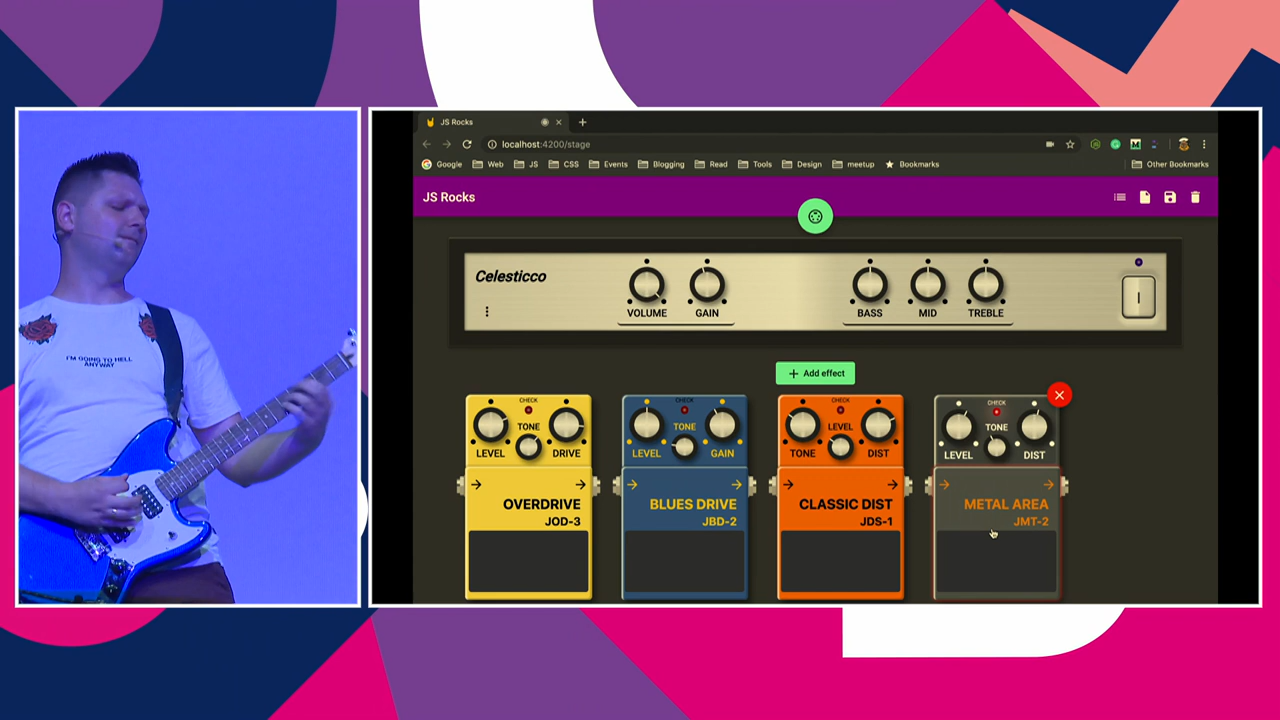 I'M GOING TO HELL
ANYWAY
JS Rocks
localhost:4200/stage
Google Web JS CSS Events Blogging Read Tools Design meetup Bookmarks Other Bookmarks
JS Rocks
Celesticco
VOLUME GAIN BASS MID TREBLE
+ Add effect
CHECK
TONE
LEVEL DRIVE
OVERDRIVE
JOD-3
CHECK
TONE
LEVEL GAIN
BLUES DRIVE
JBD-2
CHECK
LEVEL
TONE DIST
CLASSIC DIST
JDS-1
CHECK
TONE
LEVEL DIST
METAL AREA
JMT-2